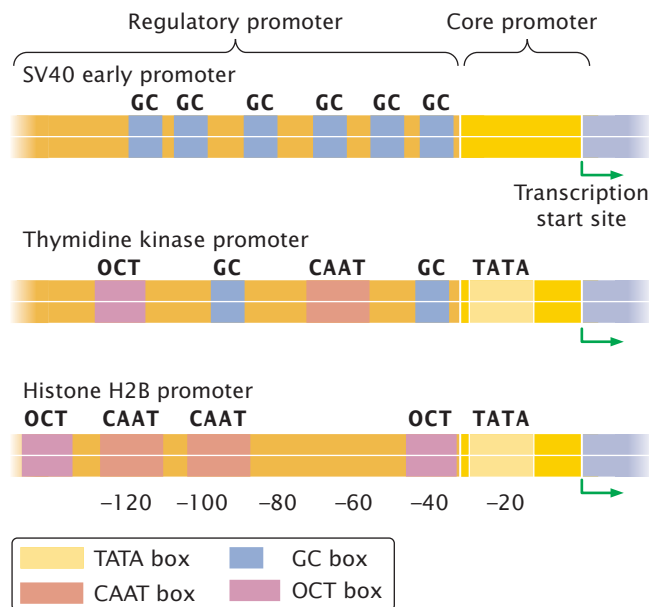 Regulatory promoter Core promoter
SV40 early promoter
GC GC GC GC GC GC
Transcription
start site
Thymidine kinase promoter
OCT GC CAAT GC TATA
Histone H2B promoter
OCT CAAT CAAT OCT TATA
–120 –100 –80 –60 –40 –20
TATA box GC box
CAAT box OCT box